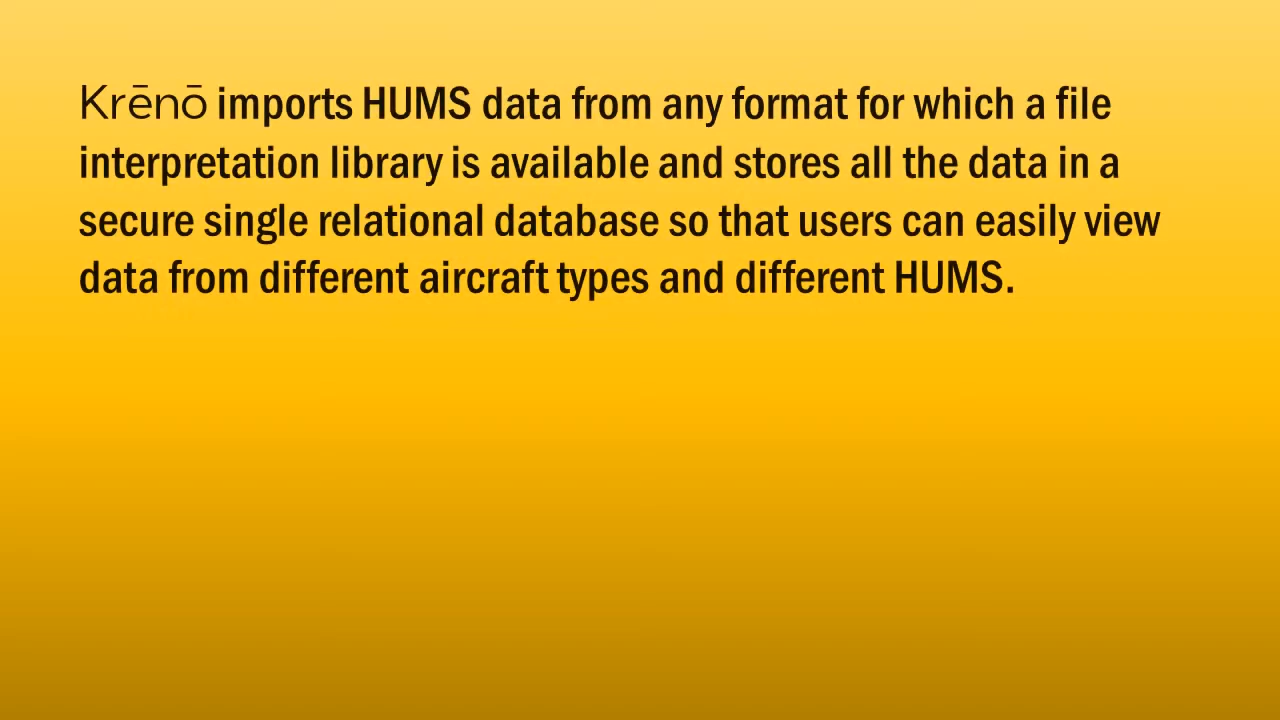 Krēnō imports HUMS data from any format for which a file
interpretation library is available and stores all the data in a
secure single relational database so that users can easily view
data from different aircraft types and different HUMS.